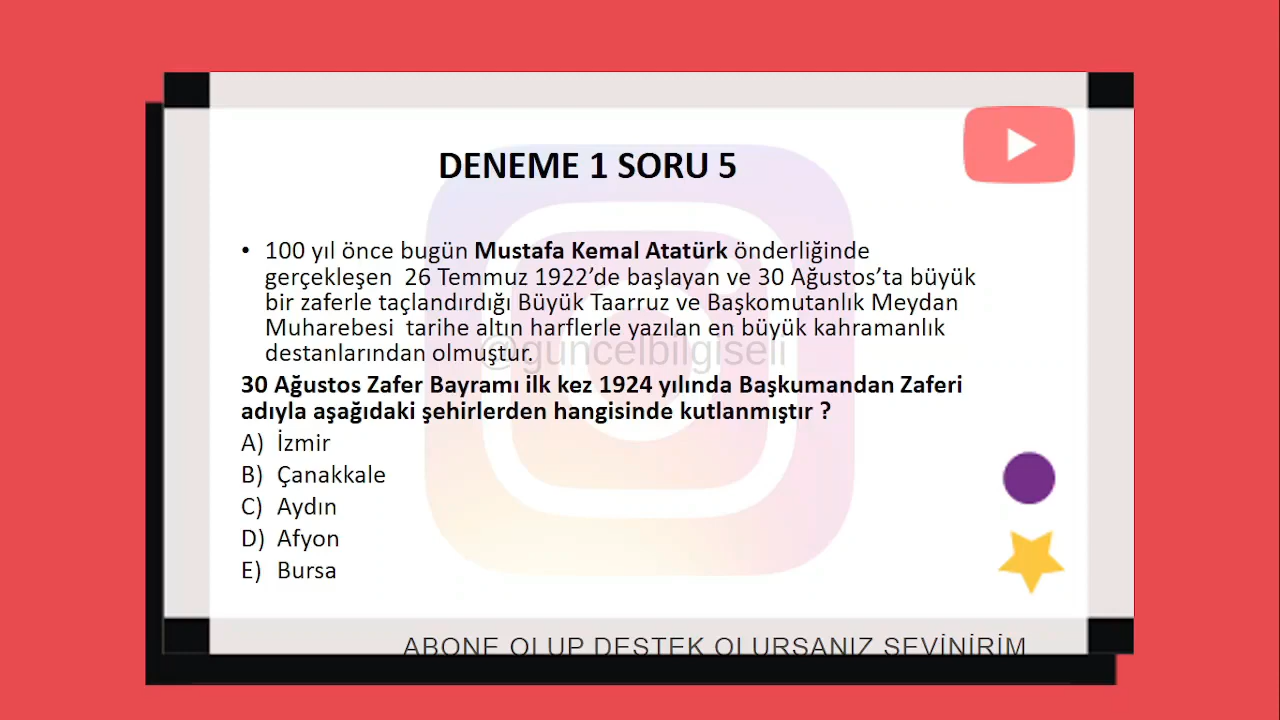 DENEME 1 SORU 5
• 100 yıl önce bugün Mustafa Kemal Atatürk önderliğinde
gerçekleşen 26 Temmuz 1922’de başlayan ve 30 Ağustos’ta büyük
bir zaferle taçlandırdığı Büyük Taarruz ve Başkomutanlık Meydan
Muharebesi tarihe altın harflerle yazılan en büyük kahramanlık
destanlarından olmuştur.
@guncelbilgiseli
30 Ağustos Zafer Bayramı ilk kez 1924 yılında Başkumandan Zaferi
adıyla aşağıdaki şehirlerden hangisinde kutlanmıştır ?
A) İzmir
B) Çanakkale
C) Aydın
D) Afyon
E) Bursa
ABONE OLUP DESTEK OLURSANIZ SEVİNİRİM